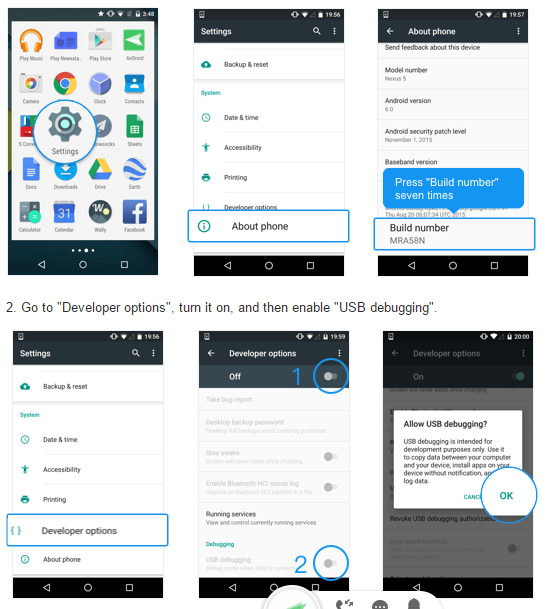 3:48
Play Music Play Newssta.. Play Store AirDroid
Camera Clock Contacts
Settings
Sheets
Docs Downloads Drive Earth
31
Calculator Calendar Wally Facebook
19:56
Settings
Backup & reset
System
Date & time
Accessibility
Printing
Developer options
About phone
19:57
About phone
Send feedback about this device
Model number
Nexus 5
Android version
6.0
Android security patch level
November 1, 2015
Baseband version
Press "Build number"
seven times
Thu Aug 20 06:07:34 UTC 2015
Build number
MRA58N
2. Go to "Developer options", turn it on, and then enable "USB debugging".
19:56
Settings
Backup & reset
System
Date & time
Accessibility
Printing
{ } Developer options
About phone
19:59
Developer options
Off
1
Take bug report
Desktop backup password
Desktop full backups aren't currently protected
Stay awake
Screen will never sleep while charging
Enable Bluetooth HCI snoop log
Capture all bluetooth HCI packets in a file
Running services
View and control currently running services
Debugging
USB debugging
Debug mode when USB is connected
2
20:00
Developer options
On
Screen will never sleep while charging
Allow USB debugging?
USB debugging is intended for
development purposes only. Use it
to copy data between your computer
and your device, install apps on your
device without notification, and
log data.
OK
Revoke USB debugging authorizations
Bug report shortcut